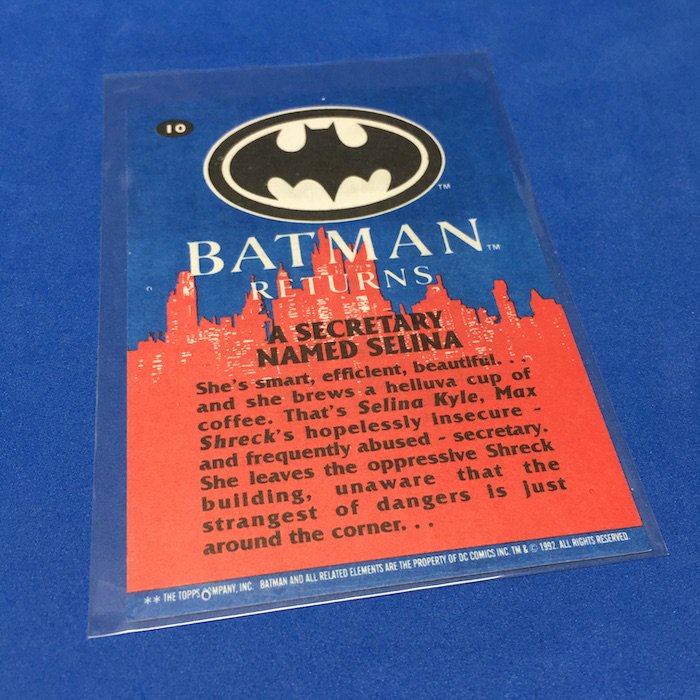 10
TM
BATMAN TM
RETURNS
A SECRETARY
NAMED SELINA
She's smart, efficient, beautiful. . .
and she brews a helluva cup of
coffee. That's Selina Kyle, Max
Shreck's hopelessly insecure -
and frequently abused - secretary.
She leaves the oppressive Shreck
building, unaware that the
strangest of dangers is just
around the corner. . .
** THE TOPPS COMPANY, INC. BATMAN AND ALL RELATED ELEMENTS ARE THE PROPERTY OF DC COMICS INC. TM & © 1992. ALL RIGHTS RESERVED.